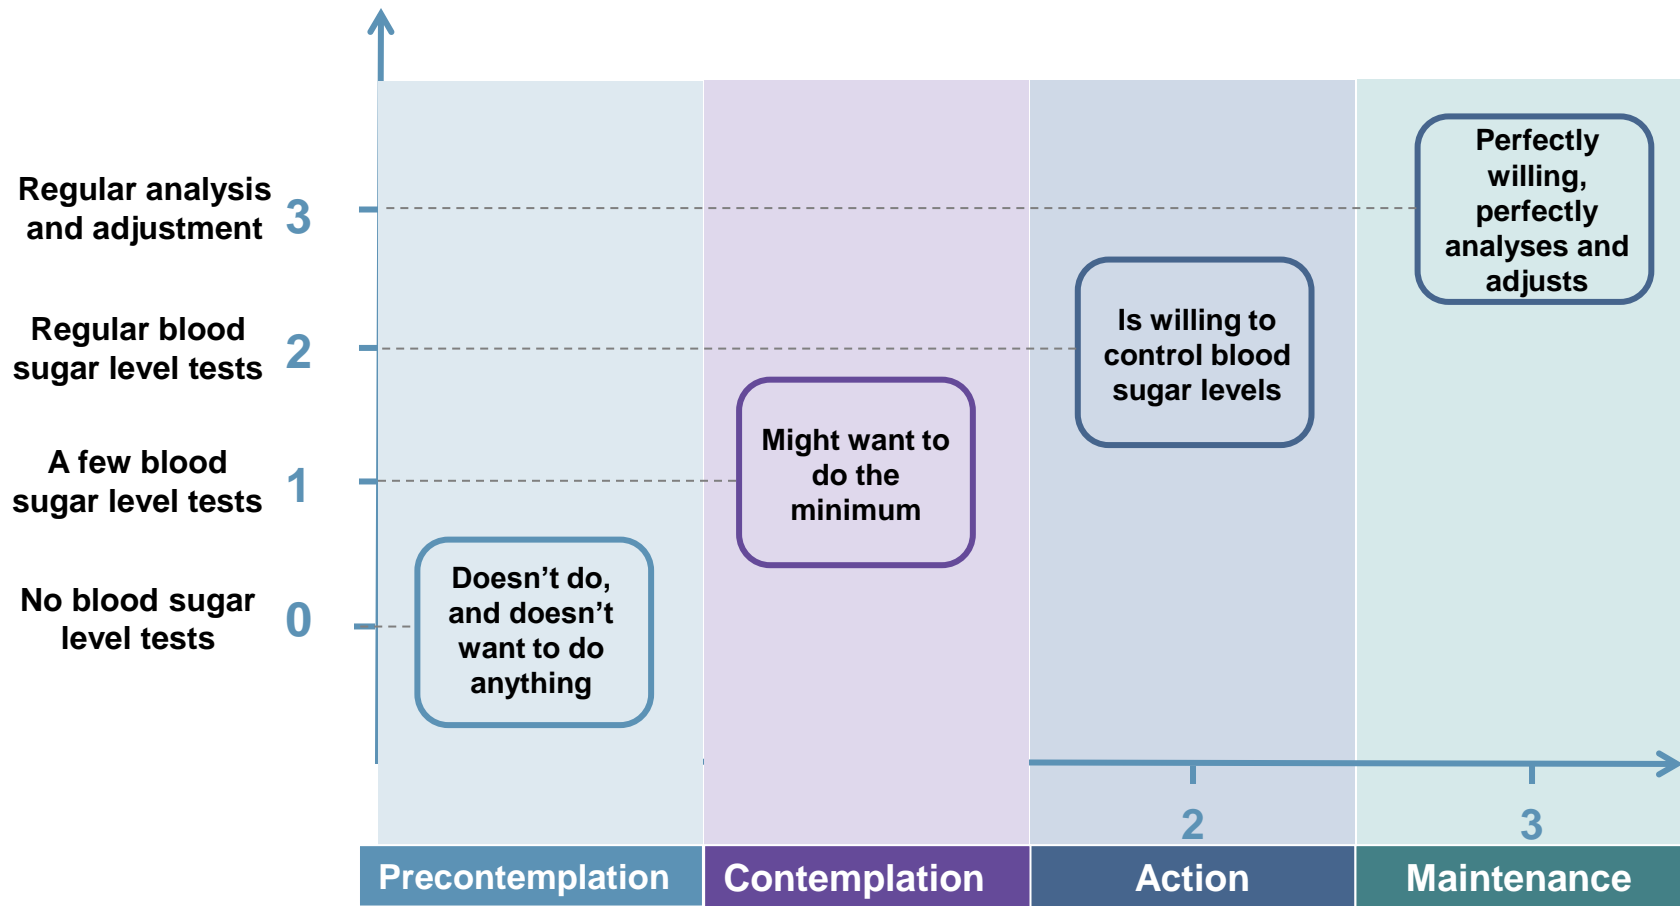 Regular analysis
and adjustment
3
Regular blood
sugar level tests
2
A few blood
sugar level tests
1
No blood sugar
level tests
0
Doesn’t do,
and doesn’t
want to do
anything
Might want to
do the
minimum
Is willing to
control blood
sugar levels
Perfectly
willing,
perfectly
analyses and
adjusts
2
3
Precontemplation
Contemplation
Action
Maintenance